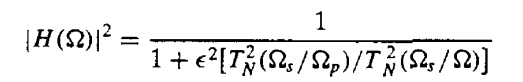 |H(Ω)|² = 1 / (1 + ϵ²[T_N²(Ω_s/Ω_p)/T_N²(Ω_s/Ω)])